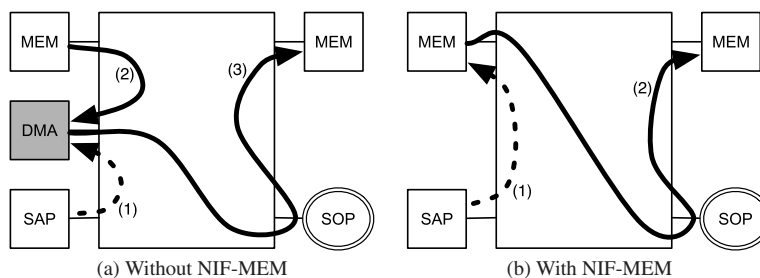 MEM
MEM
(2)
(3)
DMA
(1)
SAP
SOP
(a) Without NIF-MEM
MEM
MEM
(2)
(1)
SAP
SOP
(b) With NIF-MEM